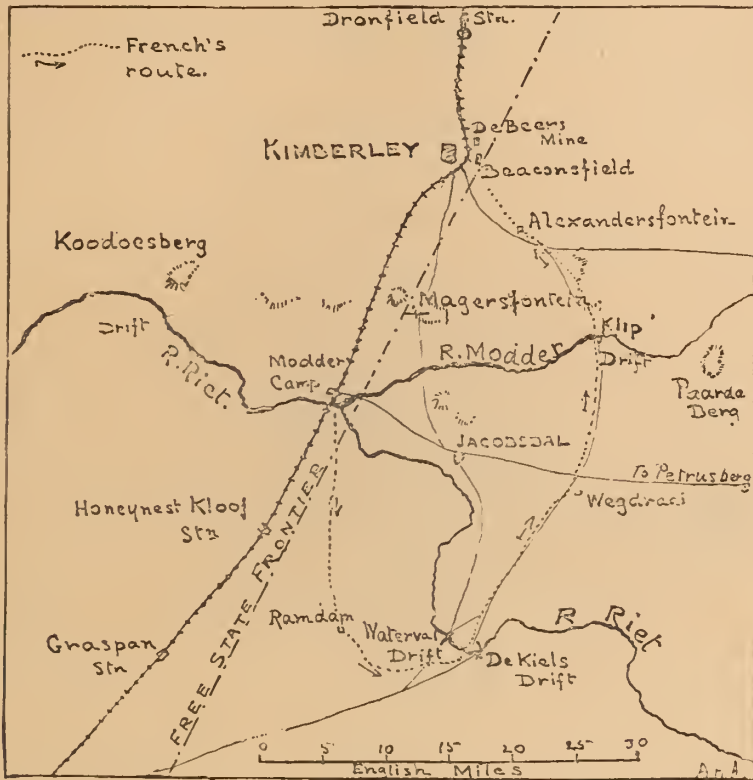 Dronfield Stn.
French's
route.
De Beers
Mine
KIMBERLEY
Beaconsfield
Alexandersfontein
Koodoesberg
Magersfontein
Klip
Drift
Drift
R. Riet.
Modder
Camp
R. Modder
Paarde
Berg
JACOBSDAL
To Petrusberg
Wegdraai
Honeynest Kloof
Stn
FREE STATE FRONTIER
Ramdam
Waterval
Drift
R. Riet
De Kiels
Drift
Graspan
Stn
0 5 10 15 20 25 30
English Miles